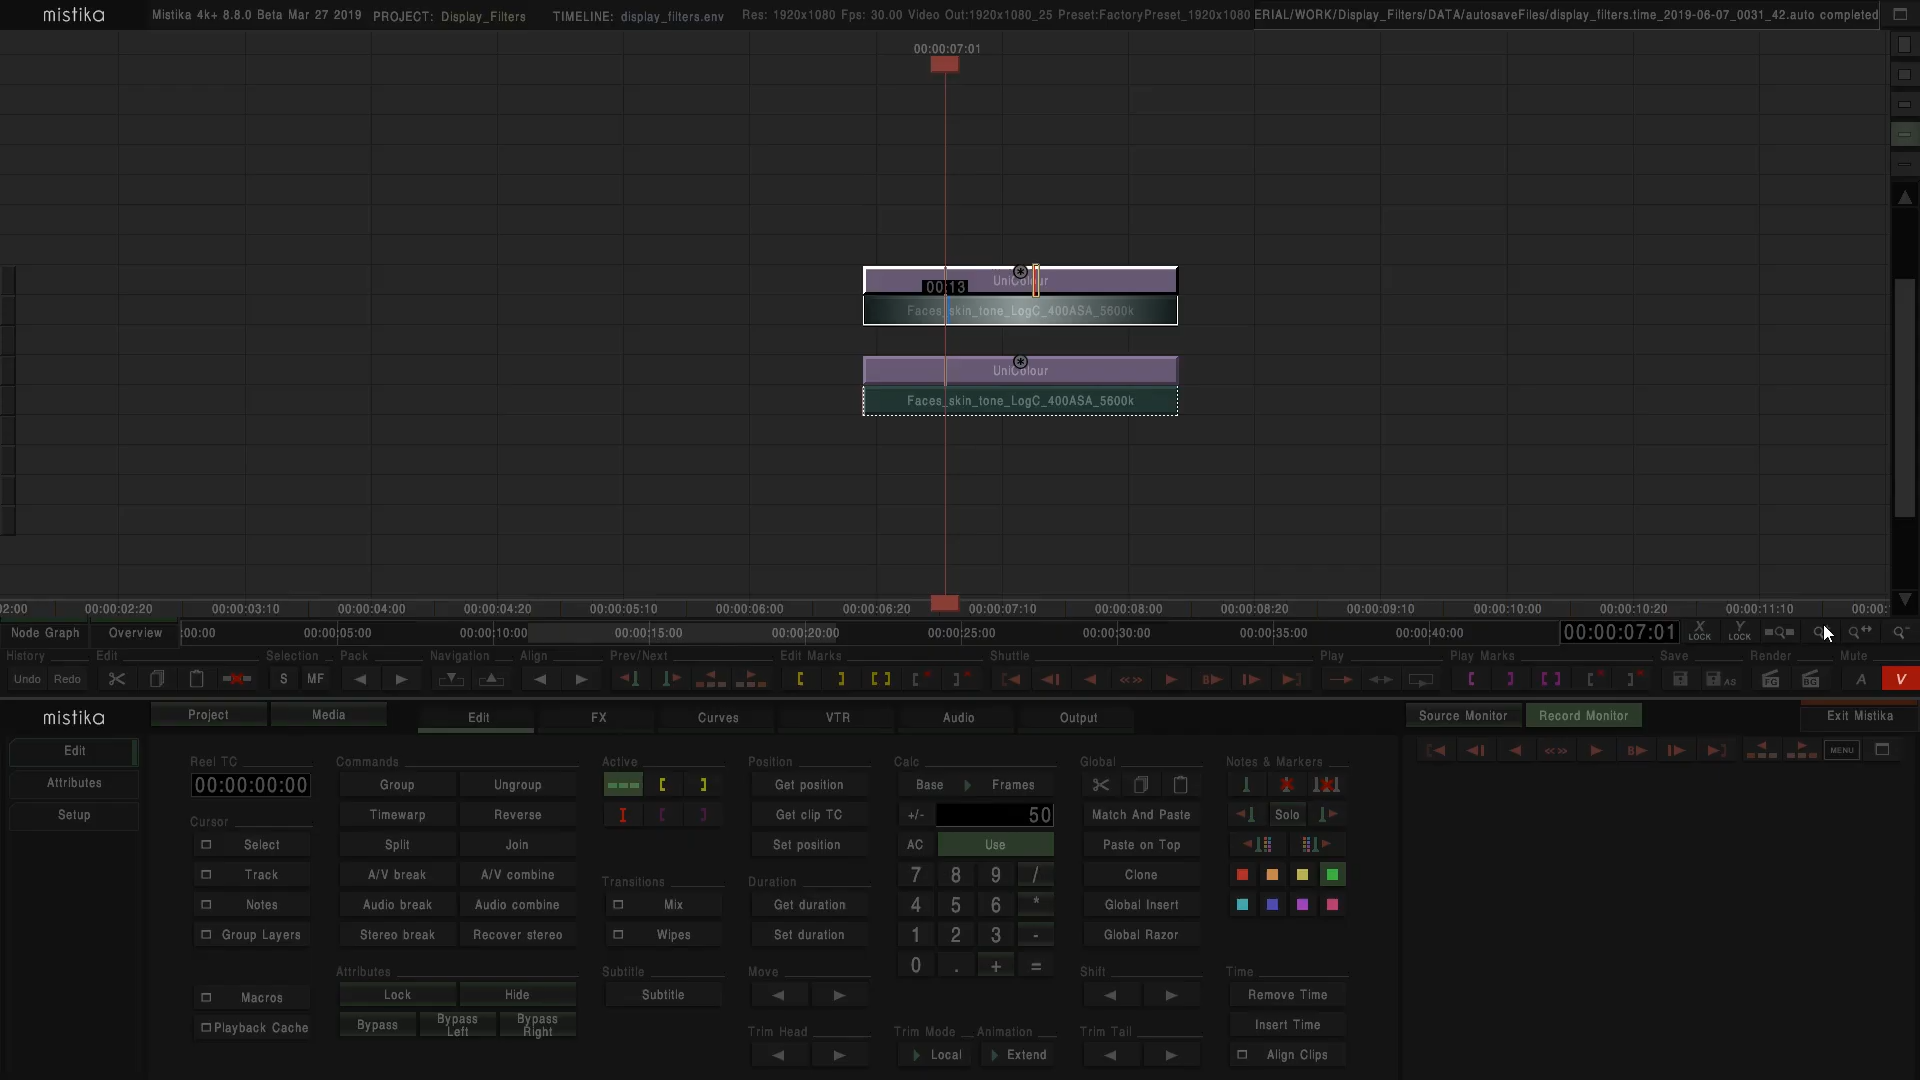 mistika
Mistika 4k+ 8.8.0 Beta Mar 27 2019 PROJECT: Display_Filters TIMELINE: display_filters.env Res: 1920x1080 Fps: 30.00 Video Out:1920x1080_25 Preset:FactoryPreset_1920x1080 ERIAL/WORK/Display_Filters/DATA/autosaveFiles/display_filters.time_2019-06-07_0031_42.auto completed
00:00:07:01
UniColour
00:13
Faces_skin_tone_LogC_400ASA_5600k
UniColour
Faces_skin_tone_LogC_400ASA_5600k
02:00 00:00:02:20 00:00:03:10 00:00:04:00 00:00:04:20 00:00:05:10 00:00:06:00 00:00:06:20 00:00:07:10 00:00:08:00 00:00:08:20 00:00:09:10 00:00:10:00 00:00:10:20 00:00:11:10 00:00:
Node Graph Overview :00:00 00:00:05:00 00:00:10:00 00:00:15:00 00:00:20:00 00:00:25:00 00:00:30:00 00:00:35:00 00:00:40:00 00:00:07:01 X LOCK Y LOCK
History Edit Selection Pack Navigation Align Prev/Next Edit Marks Shuttle Play Play Marks Save Render Mute
Undo Redo S MF B AS FG BG A V
mistika Project Media Edit FX Curves VTR Audio Output Source Monitor Record Monitor Exit Mistika
Edit
Attributes
Setup
B MENU
Reel TC Commands Active Position Calc Global Notes & Markers
00:00:00:00 Group Ungroup [ ] Get position Base Frames
Timewarp Reverse I [ ] Get clip TC +/- 50 Match And Paste Solo
Cursor
Select Split Join Set position AC Use Paste on Top
Track A/V break A/V combine Transitions Duration 7 8 9 / Clone
Notes Audio break Audio combine Mix Get duration 4 5 6 * Global Insert
Group Layers Stereo break Recover stereo Wipes Set duration 1 2 3 - Global Razor
0 . + =
Attributes Subtitle Move Shift Time
Macros Lock Hide Subtitle Remove Time
Playback Cache Bypass Bypass Left Bypass Right Insert Time
Trim Head Trim Mode Animation Trim Tail
Local Extend Align Clips